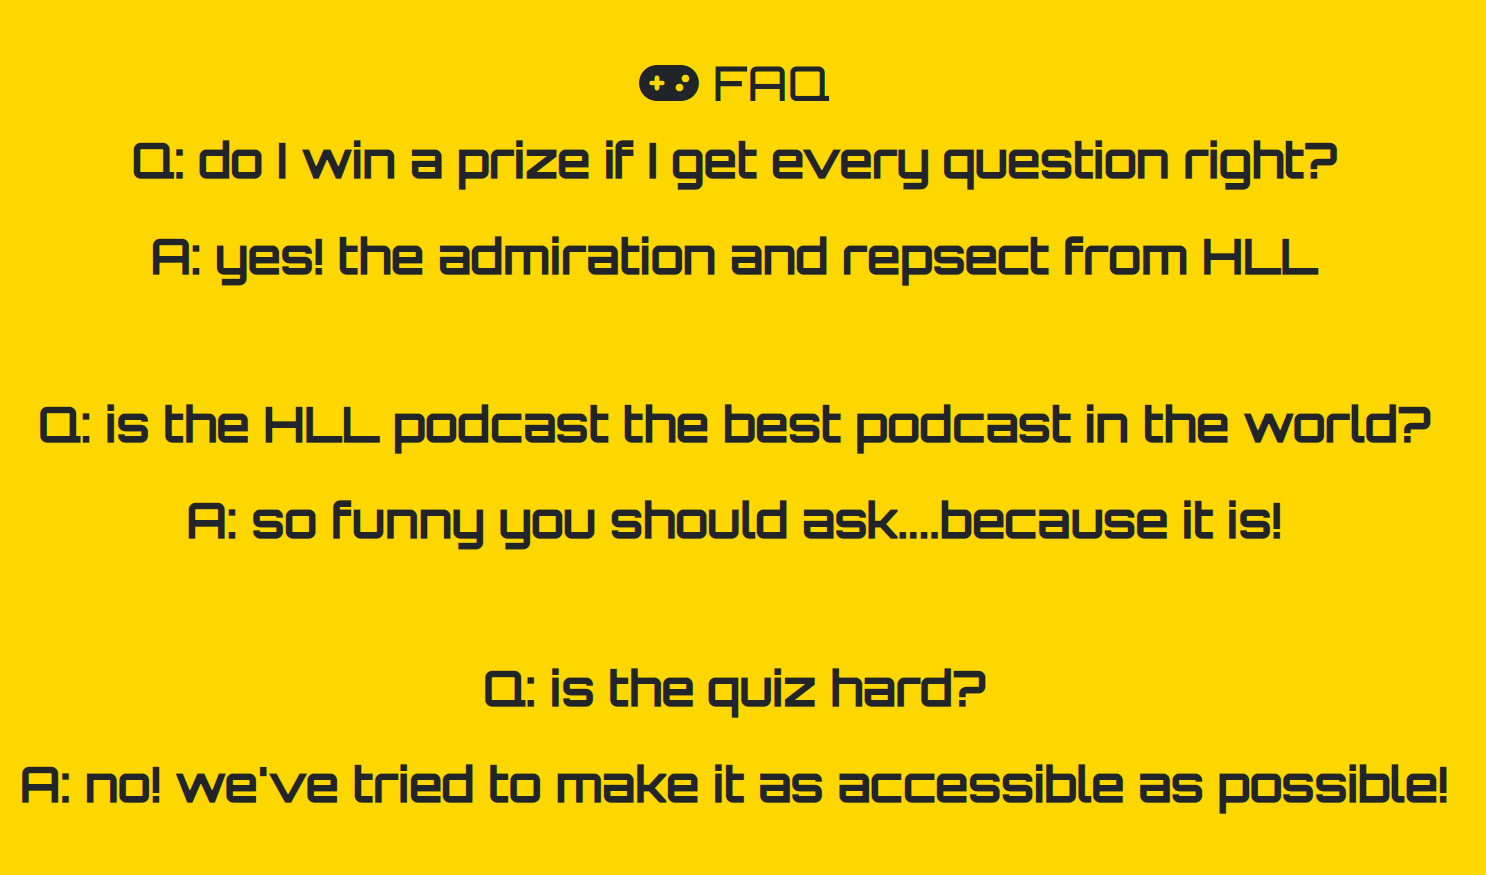 FAQ
Q: do I win a prize if I get every question right?
A: yes! the admiration and repsect from HLL
Q: is the HLL podcast the best podcast in the world?
A: so funny you should ask....because it is!
Q: is the quiz hard?
A: no! we've tried to make it as accessible as possible!